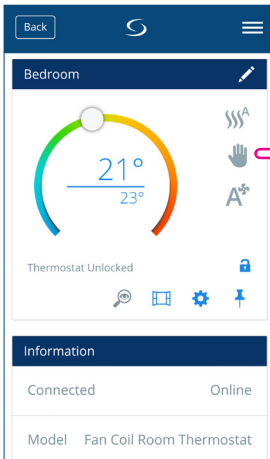 Back
Bedroom
21°
23°
A
A
Thermostat Unlocked
Information
Connected Online
Model Fan Coil Room Thermostat